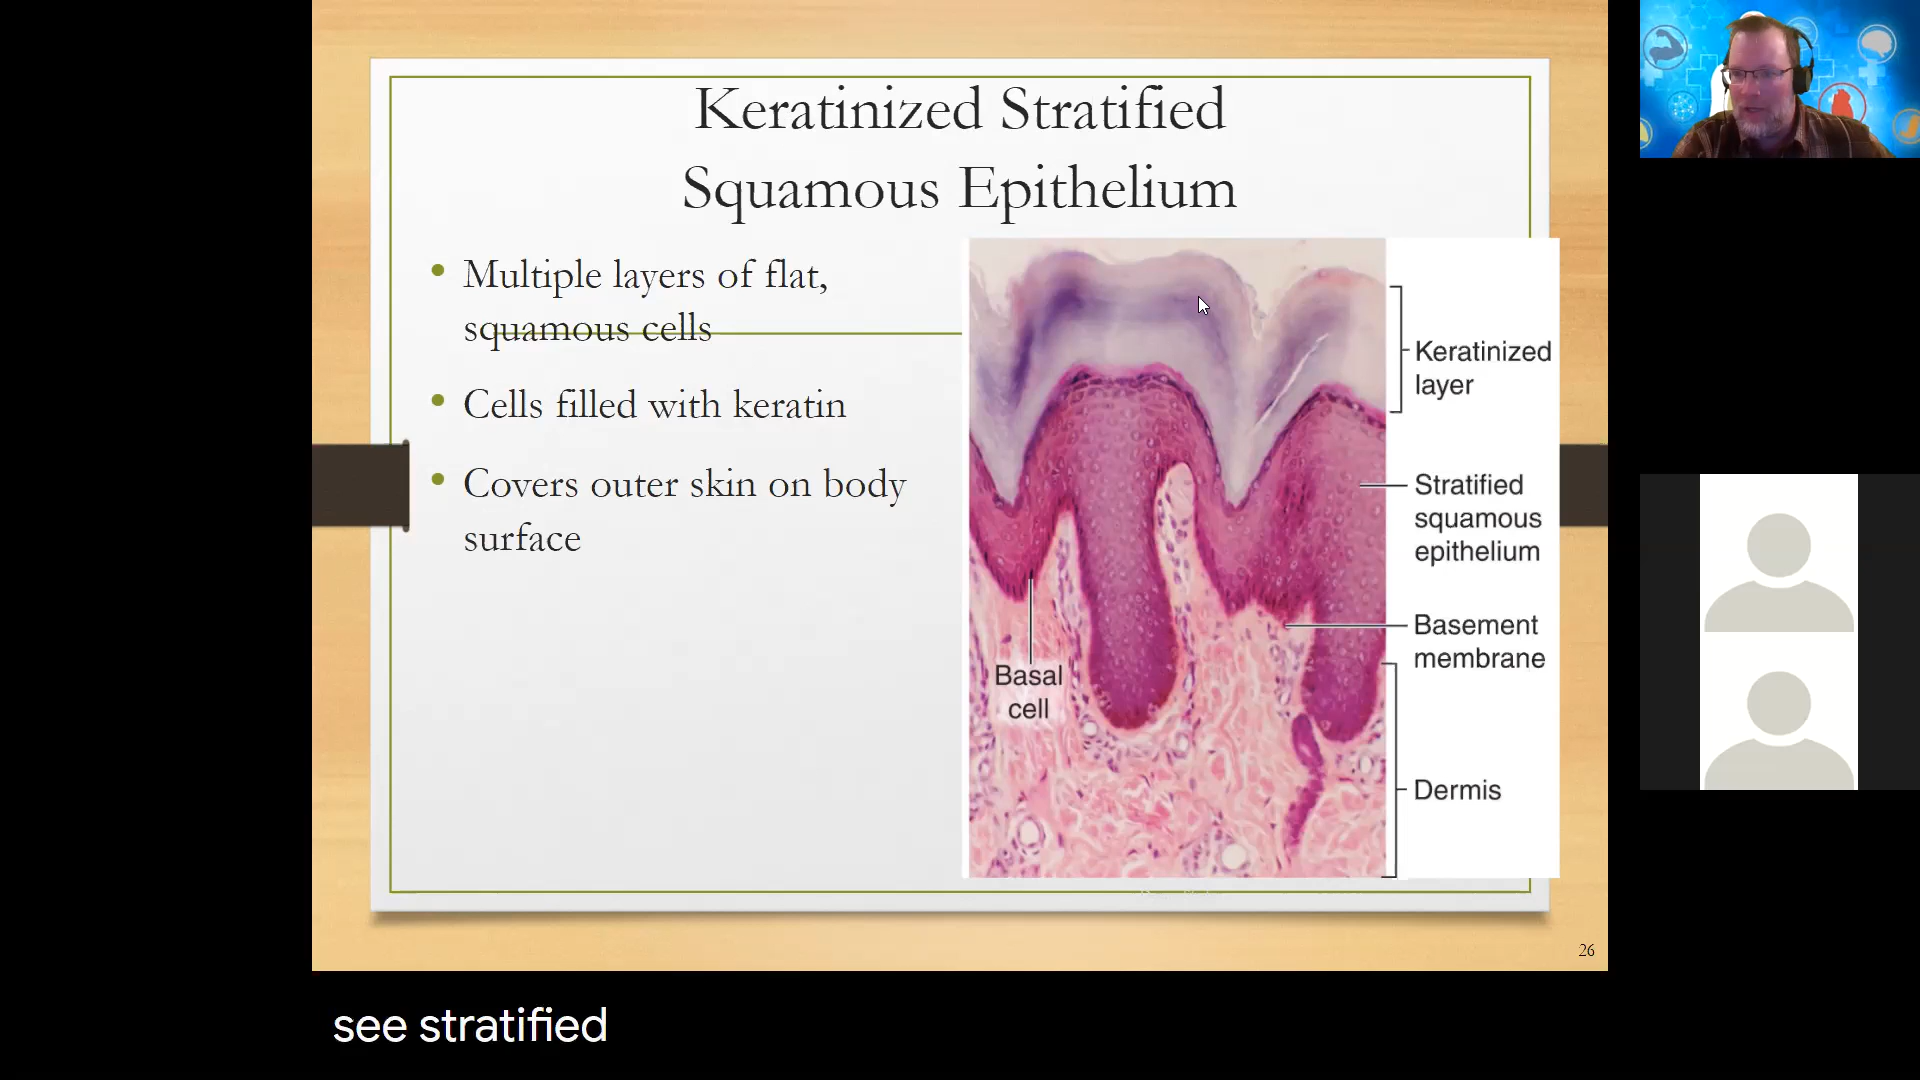 Keratinized Stratified
Squamous Epithelium
• Multiple layers of flat,
squamous cells
• Cells filled with keratin
• Covers outer skin on body
surface
Keratinized
layer
Stratified
squamous
epithelium
Basement
membrane
Basal
cell
Dermis
26
see stratified